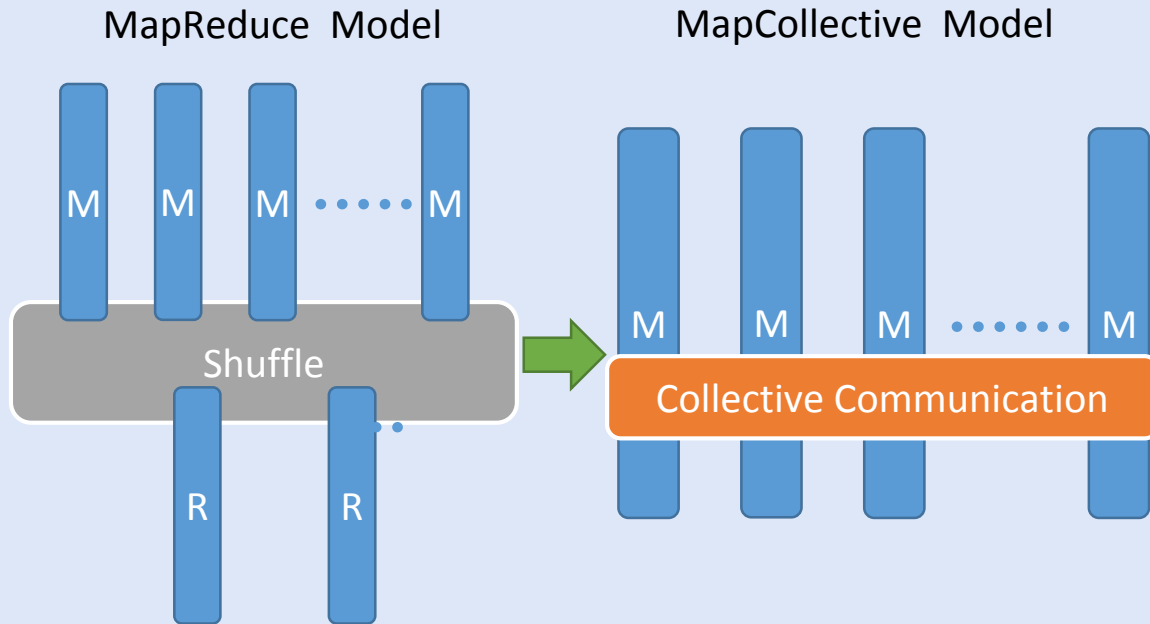 MapReduce Model
MapCollective Model
M M M M
Shuffle
R R
M M M M
Collective Communication